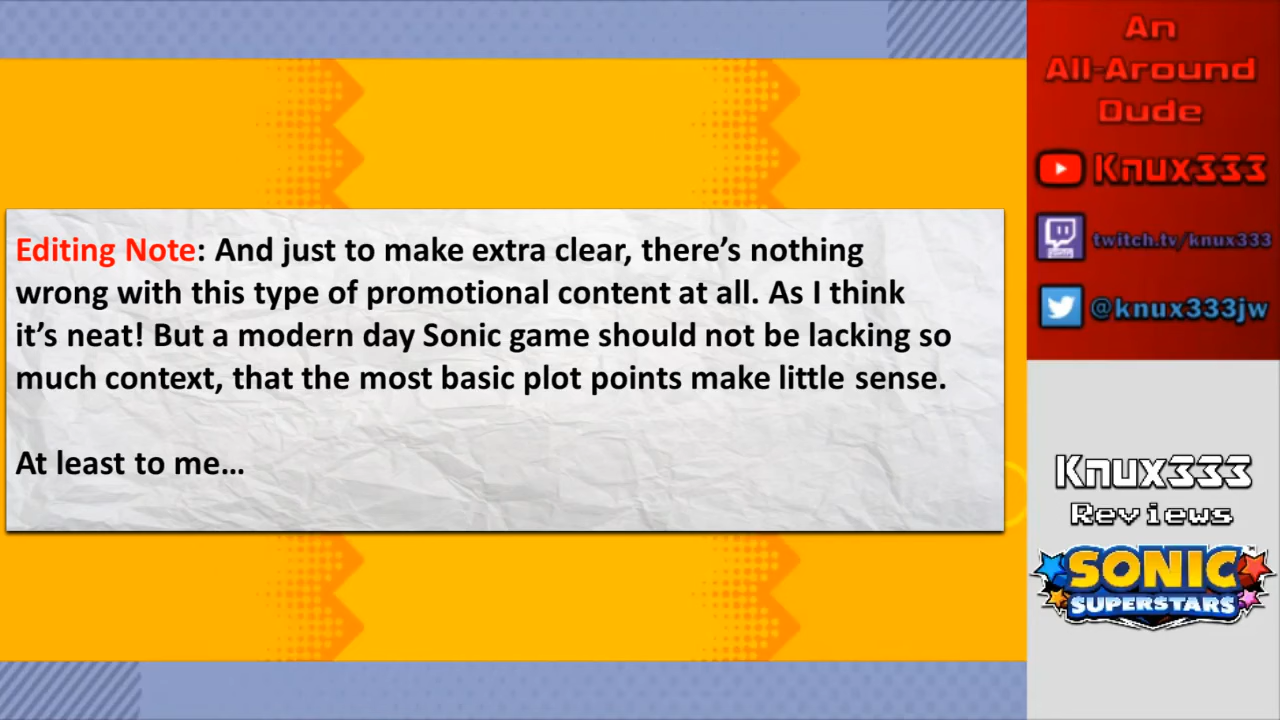 An
All-Around
Dude
Knux333
twitch.tv/knux333
@knux333jw
Editing Note: And just to make extra clear, there’s nothing
wrong with this type of promotional content at all. As I think
it’s neat! But a modern day Sonic game should not be lacking so
much context, that the most basic plot points make little sense.
At least to me…
Knux333
Reviews
SONIC
SUPERSTARS